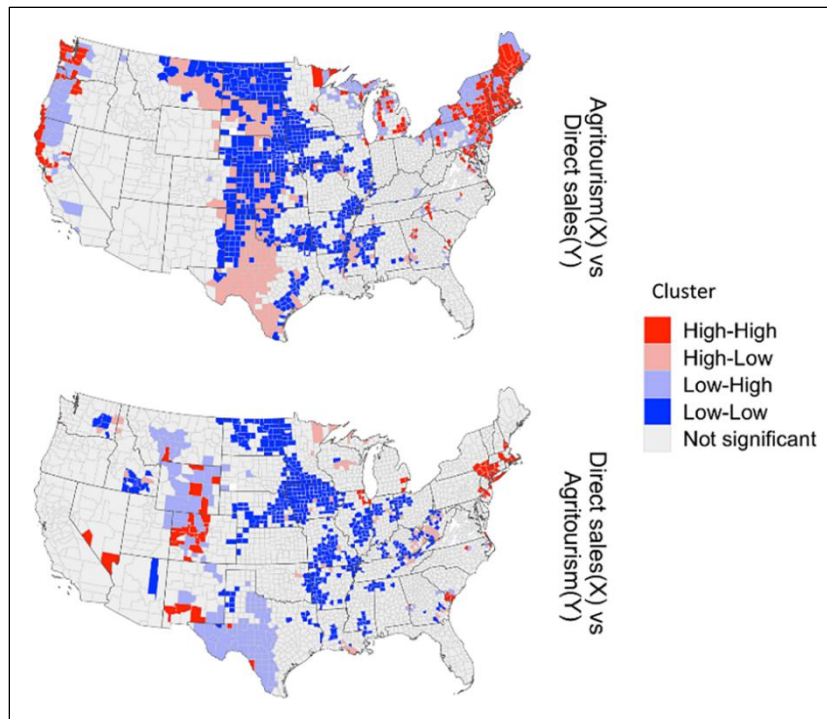 Agritourism(X) vs
Direct sales(Y)
Cluster
High-High
High-Low
Low-High
Low-Low
Not significant
Direct sales(X) vs
Agritourism(Y)